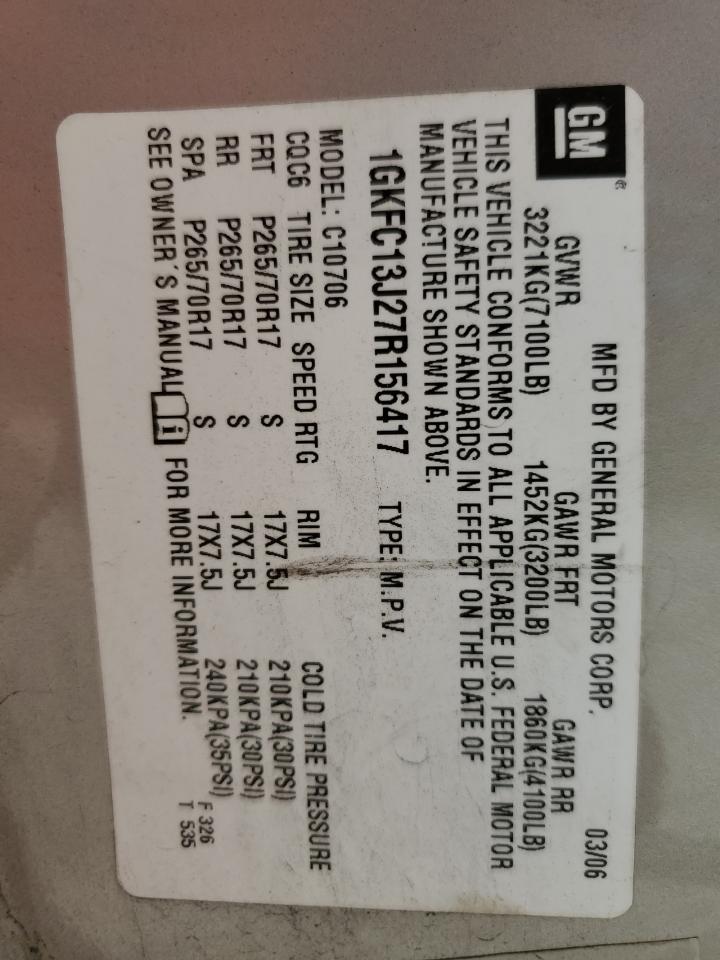 GM®
MFD BY GENERAL MOTORS CORP. 03/06
GVWR GAWR FRT GAWR RR
3221KG(7100LB) 1452KG(3200LB) 1860KG(4100LB)
THIS VEHICLE CONFORMS TO ALL APPLICABLE U.S. FEDERAL MOTOR
VEHICLE SAFETY STANDARDS IN EFFECT ON THE DATE OF
MANUFACTURE SHOWN ABOVE.
1GKFC13J27R156417 TYPE: M.P.V.
MODEL: C10706
CQC6 TIRE SIZE SPEED RTG RIM COLD TIRE PRESSURE
FRT P265/70R17 S 17X7.5J 210KPA(30PSI)
RR P265/70R17 S 17X7.5J 210KPA(30PSI)
SPA P265/70R17 S 17X7.5J 240KPA(35PSI)
SEE OWNER'S MANUAL i FOR MORE INFORMATION.
F 326
T 535